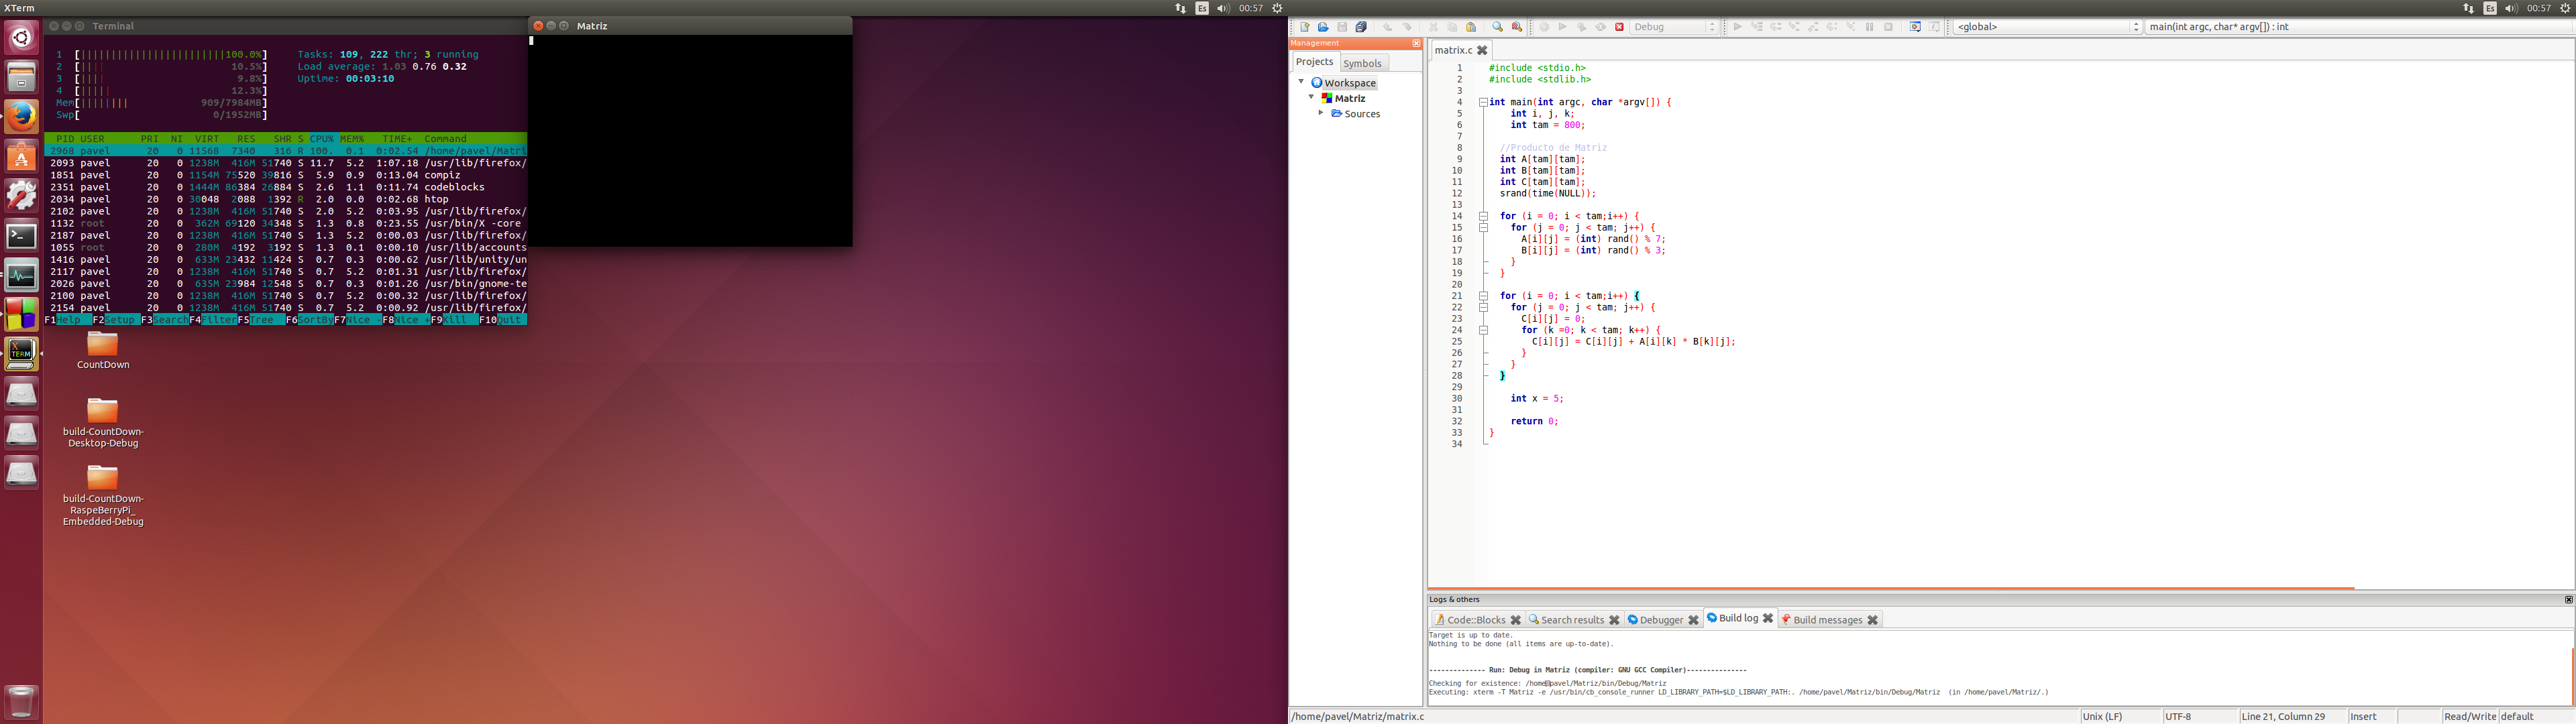 XTerm
Es
00:57
Es
00:57
Terminal
1 [||||||||||||||||||||||||100.0%]
2 [||| 10.5%]
3 [|||| 9.8%]
4 [||||| 12.3%]
Mem[|||||||| 909/7984MB]
Swp[ 0/1952MB]
Tasks: 109, 222 thr; 3 running
Load average: 1.03 0.76 0.32
Uptime: 00:03:10
PID USER PRI NI VIRT RES SHR S CPU% MEM% TIME+ Command
2968 pavel 20 0 11568 7340 316 R 100. 0.1 0:02.54 /home/pavel/Matri
2093 pavel 20 0 1238M 416M 51740 S 11.7 5.2 1:07.18 /usr/lib/firefox/
1851 pavel 20 0 1154M 75520 39816 S 5.9 0.9 0:13.04 compiz
2351 pavel 20 0 1444M 86384 26884 S 2.6 1.1 0:11.74 codeblocks
2034 pavel 20 0 30048 2088 1392 R 2.0 0.0 0:02.68 htop
2102 pavel 20 0 1238M 416M 51740 S 2.0 5.2 0:03.95 /usr/lib/firefox/
1132 root 20 0 362M 69120 34348 S 1.3 0.8 0:23.55 /usr/bin/X -core
2187 pavel 20 0 1238M 416M 51740 S 1.3 5.2 0:00.03 /usr/lib/firefox/
1055 root 20 0 280M 4192 3192 S 1.3 0.1 0:00.10 /usr/lib/accounts
1416 pavel 20 0 633M 23432 11424 S 0.7 0.3 0:00.62 /usr/lib/unity/un
2117 pavel 20 0 1238M 416M 51740 S 0.7 5.2 0:01.31 /usr/lib/firefox/
2026 pavel 20 0 635M 23984 12548 S 0.7 0.3 0:01.26 /usr/bin/gnome-te
2100 pavel 20 0 1238M 416M 51740 S 0.7 5.2 0:00.32 /usr/lib/firefox/
2154 pavel 20 0 1238M 416M 51740 S 0.7 5.2 0:00.92 /usr/lib/firefox/
F1Help F2Setup F3SearchF4FilterF5Tree F6SortByF7Nice -F8Nice +F9Kill F10Quit
Matriz
X
TERM
CountDown
build-CountDown-
Desktop-Debug
build-CountDown-
RaspeBerryPi_
Embedded-Debug
Debug
<global>
main(int argc, char* argv[]) : int
Management
Projects
Symbols
Workspace
Matriz
Sources
matrix.c
1 #include <stdio.h>
2 #include <stdlib.h>
3
4 int main(int argc, char *argv[]) {
5 int i, j, k;
6 int tam = 800;
7
8 //Producto de Matriz
9 int A[tam][tam];
10 int B[tam][tam];
11 int C[tam][tam];
12 srand(time(NULL));
13
14 for (i = 0; i < tam;i++) {
15 for (j = 0; j < tam; j++) {
16 A[i][j] = (int) rand() % 7;
17 B[i][j] = (int) rand() % 3;
18 }
19 }
20
21 for (i = 0; i < tam;i++) {
22 for (j = 0; j < tam; j++) {
23 C[i][j] = 0;
24 for (k =0; k < tam; k++) {
25 C[i][j] = C[i][j] + A[i][k] * B[k][j];
26 }
27 }
28 }
29
30 int x = 5;
31
32 return 0;
33 }
34
Logs & others
Code::Blocks
Search results
Debugger
Build log
Build messages
Target is up to date.
Nothing to be done (all items are up-to-date).
-------------- Run: Debug in Matriz (compiler: GNU GCC Compiler)---------------
Checking for existence: /home/pavel/Matriz/bin/Debug/Matriz
Executing: xterm -T Matriz -e /usr/bin/cb_console_runner LD_LIBRARY_PATH=$LD_LIBRARY_PATH:. /home/pavel/Matriz/bin/Debug/Matriz (in /home/pavel/Matriz/.)
/home/pavel/Matriz/matrix.c
Unix (LF)
UTF-8
Line 21, Column 29
Insert
Read/Write
default